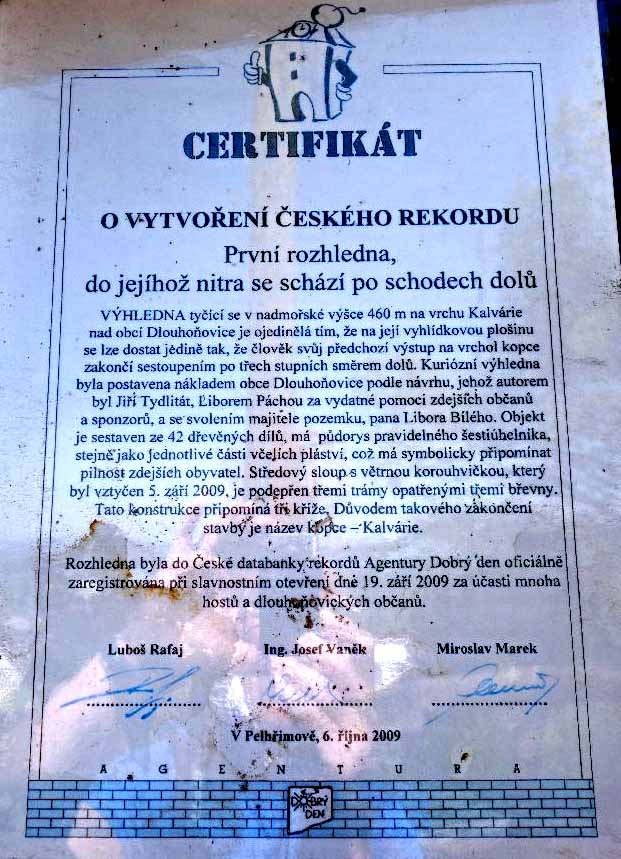 CERTIFIKÁT
O VYTVOŘENÍ ČESKÉHO REKORDU
První rozhledna,
do jejíhož nitra se schází po schodech dolů
VÝHLEDNA tyčící se v nadmořské výšce 460 m na vrchu Kalvárie
nad obcí Dlouhoňovice je ojedinělá tím, že na její vyhlídkovou plošinu
se lze dostat jedině tak, že člověk svůj předchozí výstup na vrchol kopce
zakončí sestoupením po třech stupních směrem dolů. Kuriózní výhledna
byla postavena nákladem obce Dlouhoňovice podle návrhu, jehož autorem
byl Jiří Tydlitát, Liborem Páchou za vydatné pomoci zdejších občanů
a sponzorů, a se svolením majitele pozemku, pana Libora Bílého. Objekt
je sestaven ze 42 dřevěných dílů, má půdorys pravidelného šestiúhelníka,
stejně jako jednotlivé části včelích pláství, což má symbolicky připomínat
pilnost zdejších obyvatel. Středový sloup s větrnou korouhvičkou, který
byl vztyčen 5. září 2009, je podepřen třemi trámy opatřenými třemi břevny.
Tato konstrukce připomíná tři kříže. Důvodem takového zakončení
stavby je název kopce – Kalvárie.
Rozhledna byla do České databanky rekordů Agentury Dobrý den oficiálně
zaregistrována při slavnostním otevření dne 19. září 2009 za účasti mnoha
hostů a dlouhoňovických občanů.
Luboš Rafaj Ing. Josef Vaněk Miroslav Marek
V Pelhřimově, 6. října 2009
A G E N T U R A
DOBRÝ
DEN